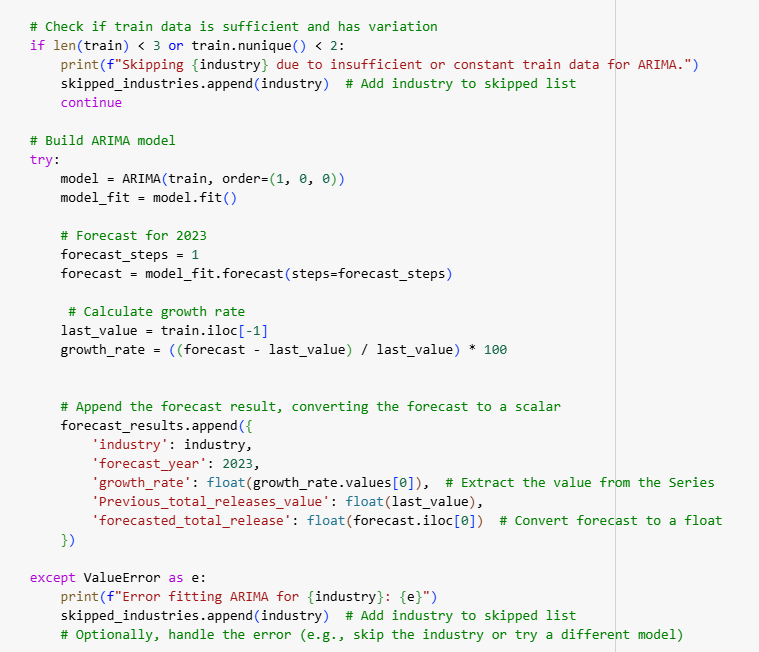 # Check if train data is sufficient and has variation
if len(train) < 3 or train.nunique() < 2:
    print(f"Skipping {industry} due to insufficient or constant train data for ARIMA.")
    skipped_industries.append(industry)  # Add industry to skipped list
    continue

# Build ARIMA model
try:
    model = ARIMA(train, order=(1, 0, 0))
    model_fit = model.fit()

    # Forecast for 2023
    forecast_steps = 1
    forecast = model_fit.forecast(steps=forecast_steps)

     # Calculate growth rate
    last_value = train.iloc[-1]
    growth_rate = ((forecast - last_value) / last_value) * 100


    # Append the forecast result, converting the forecast to a scalar
    forecast_results.append({
        'industry': industry,
        'forecast_year': 2023,
        'growth_rate': float(growth_rate.values[0]),  # Extract the value from the Series
        'Previous_total_releases_value': float(last_value),
        'forecasted_total_release': float(forecast.iloc[0])  # Convert forecast to a float
    })

except ValueError as e:
    print(f"Error fitting ARIMA for {industry}: {e}")
    skipped_industries.append(industry)  # Add industry to skipped list
    # Optionally, handle the error (e.g., skip the industry or try a different model)